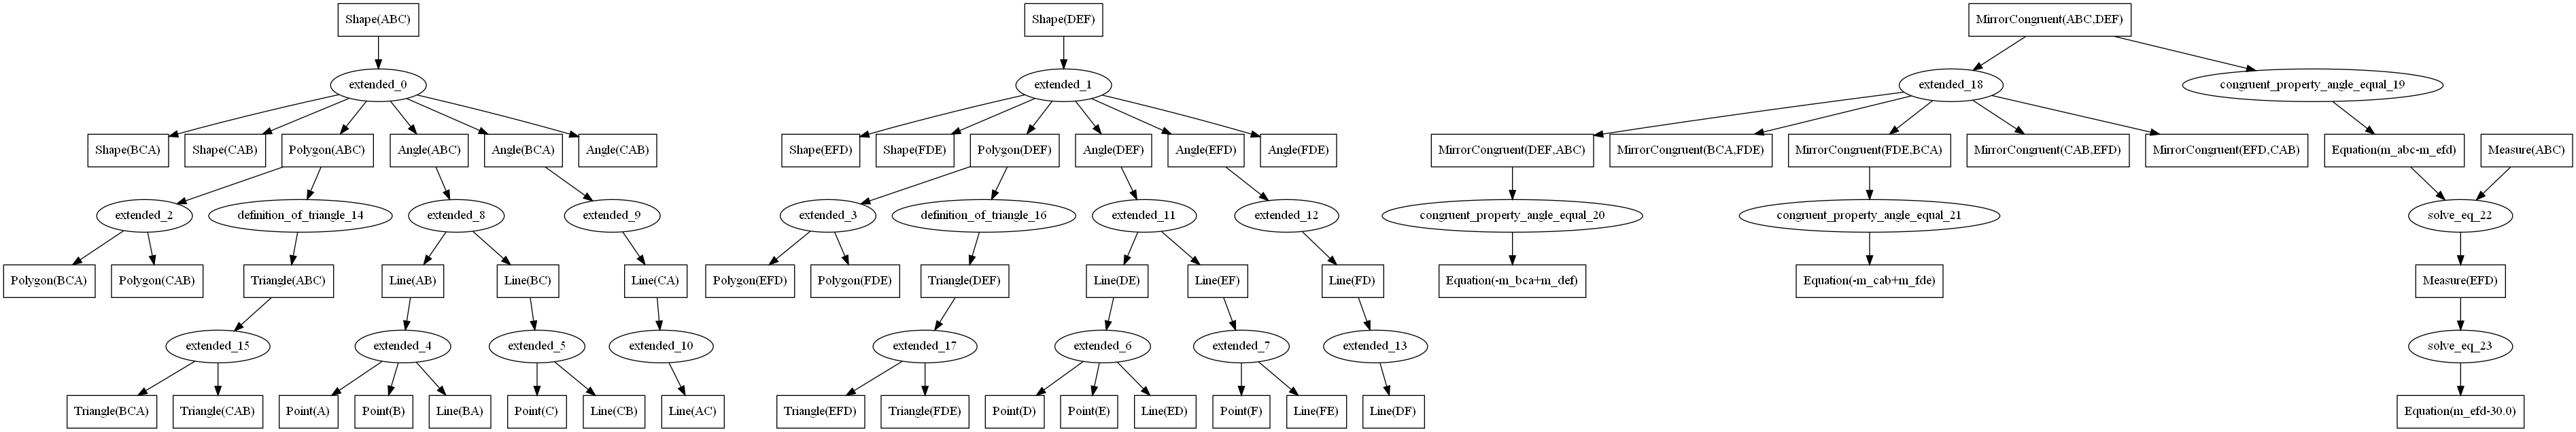 Shape(ABC)
Shape(DEF)
MirrorCongruent(ABC,DEF)
extended_0
extended_1
extended_18
congruent_property_angle_equal_19
Shape(BCA)
Shape(CAB)
Polygon(ABC)
Angle(ABC)
Angle(BCA)
Angle(CAB)
Shape(EFD)
Shape(FDE)
Polygon(DEF)
Angle(DEF)
Angle(EFD)
Angle(FDE)
MirrorCongruent(DEF,ABC)
MirrorCongruent(BCA,FDE)
MirrorCongruent(FDE,BCA)
MirrorCongruent(CAB,EFD)
MirrorCongruent(EFD,CAB)
Equation(m_abc-m_efd)
Measure(ABC)
extended_2
definition_of_triangle_14
extended_8
extended_9
extended_3
definition_of_triangle_16
extended_11
extended_12
congruent_property_angle_equal_20
congruent_property_angle_equal_21
solve_eq_22
Polygon(BCA)
Polygon(CAB)
Triangle(ABC)
Line(AB)
Line(BC)
Line(CA)
Polygon(EFD)
Polygon(FDE)
Triangle(DEF)
Line(DE)
Line(EF)
Line(FD)
Equation(-m_bca+m_def)
Equation(-m_cab+m_fde)
Measure(EFD)
extended_15
extended_4
extended_5
extended_10
extended_17
extended_6
extended_7
extended_13
solve_eq_23
Triangle(BCA)
Triangle(CAB)
Point(A)
Point(B)
Line(BA)
Point(C)
Line(CB)
Line(AC)
Triangle(EFD)
Triangle(FDE)
Point(D)
Point(E)
Line(ED)
Point(F)
Line(FE)
Line(DF)
Equation(m_efd-30.0)